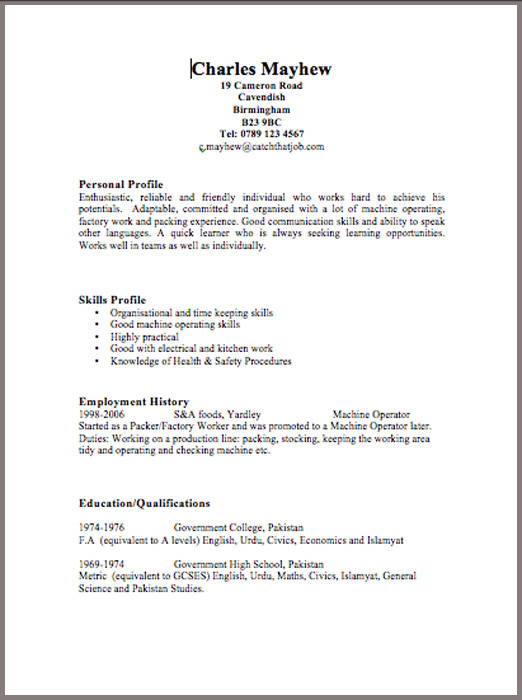 Charles Mayhew
19 Cameron Road
Cavendish
Birmingham
B23 9BC
Tel: 0789 123 4567
c.mayhew@catchthatjob.com
Personal Profile
Enthusiastic, reliable and friendly individual who works hard to achieve his
potentials. Adaptable, committed and organised with a lot of machine operating,
factory work and packing experience. Good communication skills and ability to speak
other languages. A quick learner who is always seeking learning opportunities.
Works well in teams as well as individually.
Skills Profile
• Organisational and time keeping skills
• Good machine operating skills
• Highly practical
• Good with electrical and kitchen work
• Knowledge of Health & Safety Procedures
Employment History
1998-2006 S&A foods, Yardley Machine Operator
Started as a Packer/Factory Worker and was promoted to a Machine Operator later.
Duties: Working on a production line: packing, stocking, keeping the working area
tidy and operating and checking machine etc.
Education/Qualifications
1974-1976 Government College, Pakistan
F.A (equivalent to A levels) English, Urdu, Civics, Economics and Islamyat
1969-1974 Government High School, Pakistan
Metric (equivalent to GCSES) English, Urdu, Maths, Civics, Islamyat, General
Science and Pakistan Studies.